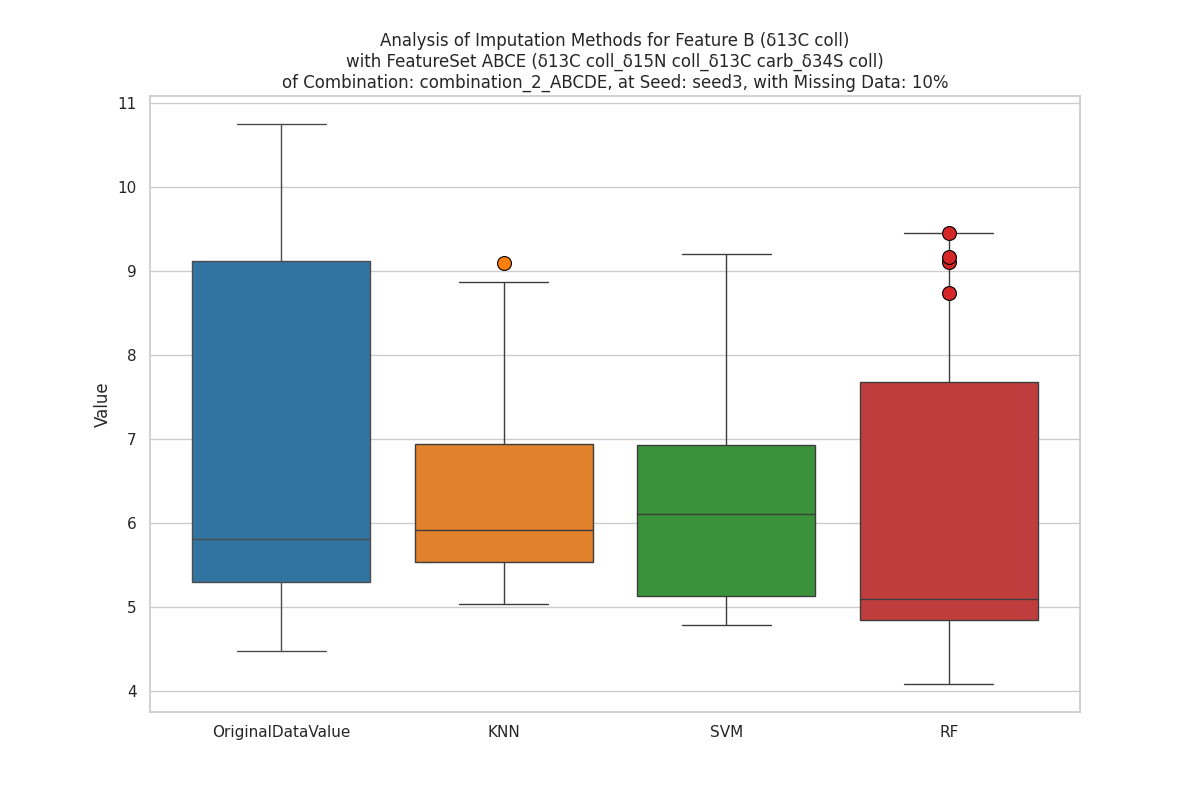 Analysis of Imputation Methods for Feature B (δ13C coll)
with FeatureSet ABCE (δ13C coll_δ15N coll_δ13C carb_δ34S coll)
of Combination: combination_2_ABCDE, at Seed: seed3, with Missing Data: 10%
11
10
9
8
7
6
5
4
Value
OriginalDataValue
KNN
SVM
RF